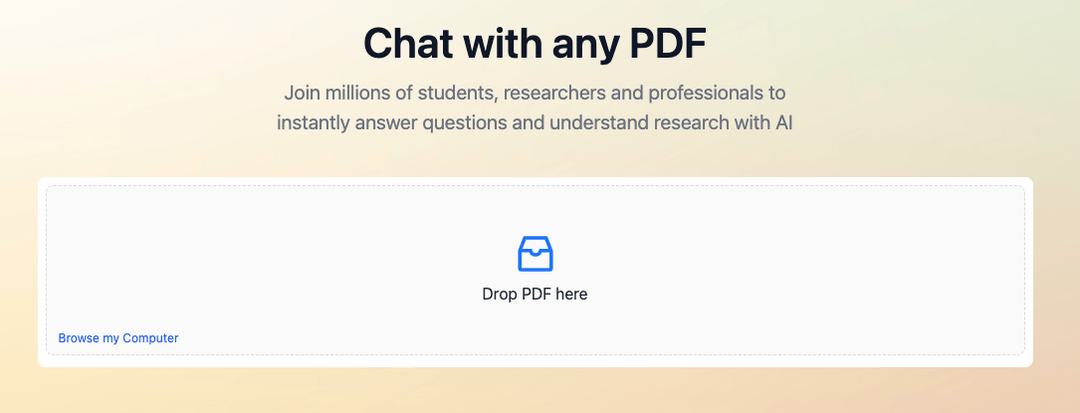 Chat with any PDF
Join millions of students, researchers and professionals to
instantly answer questions and understand research with AI
Drop PDF here
Browse my Computer